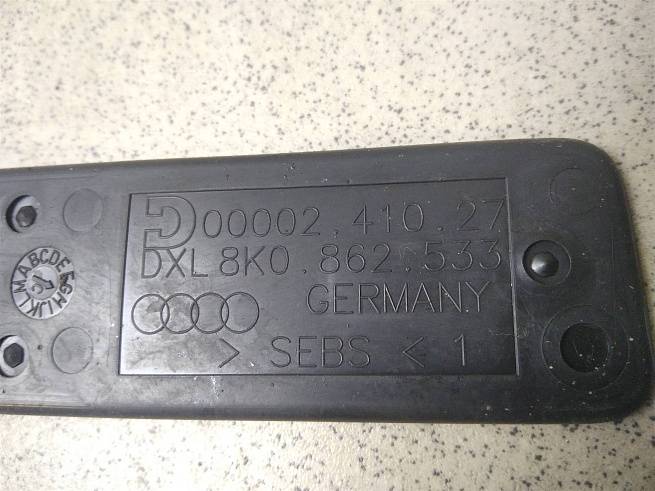 00002.410.27
DXL 8K0.862.533
GERMANY
> SEBS < 1